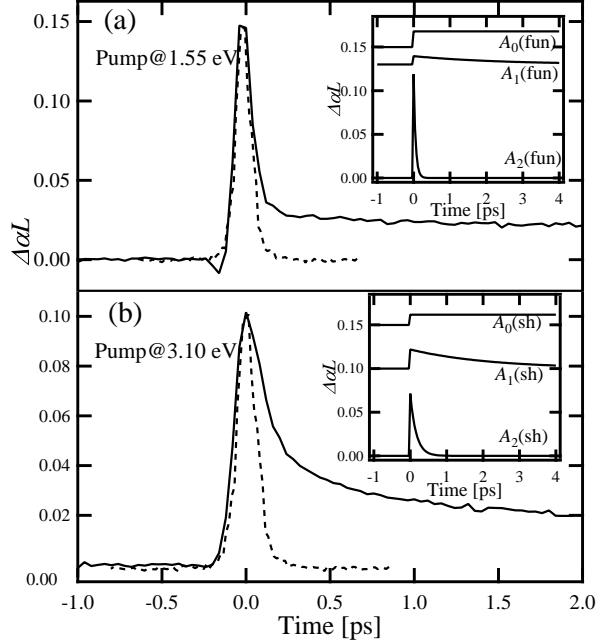 (a)
Pump@1.55 eV
ΔαL
0.15
0.10
0.05
0.00
A0(fun)
A1(fun)
A2(fun)
ΔαL
0.15
0.10
0.05
0.00
-1 0 1 2 3 4
Time [ps]
(b)
Pump@3.10 eV
0.10
0.08
0.06
0.04
0.02
0.00
A0(sh)
A1(sh)
A2(sh)
ΔαL
0.15
0.10
0.05
0.00
-1 0 1 2 3 4
Time [ps]
-1.0 -0.5 0.0 0.5 1.0 1.5 2.0
Time [ps]